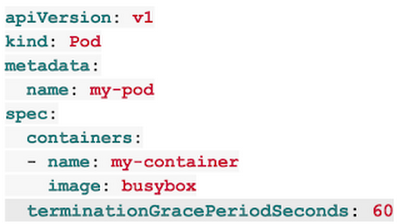 apiVersion: v1
kind: Pod
metadata:
  name: my-pod
spec:
  containers:
  - name: my-container
    image: busybox
  terminationGracePeriodSeconds: 60